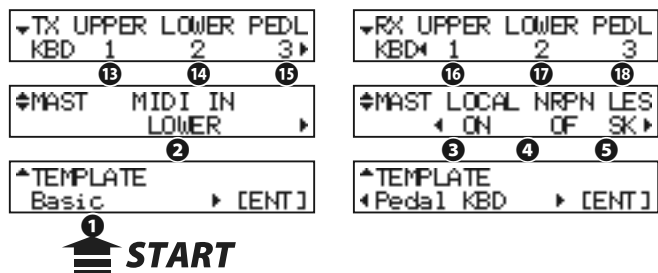 TX UPPER LOWER PEDL
KBD 1 2 3
13 14 15
MAST MIDI IN
LOWER
2
TEMPLATE
Basic [ENT]
1
START
RX UPPER LOWER PEDL
KBD 1 2 3
16 17 18
MAST LOCAL NRPN LES
ON OF SK
3 4 5
TEMPLATE
Pedal KBD [ENT]